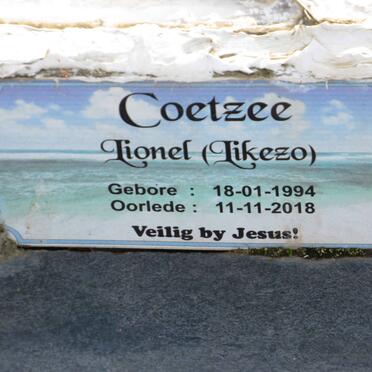 Coetzee
Lionel (Likezo)
Gebore : 18-01-1994
Oorlede : 11-11-2018
Veilig by Jesus!